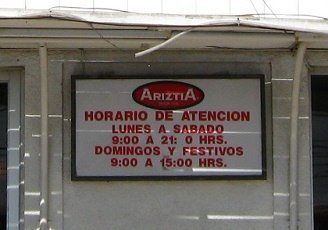 ARIZTIA
HORARIO DE ATENCION
LUNES A SABADO
9:00 A 21: 0 HRS.
DOMINGOS Y FESTIVOS
9:00 A 15:00 HRS.